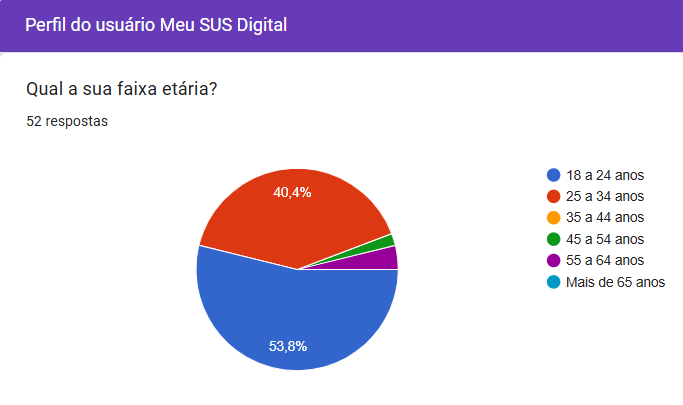 Perfil do usuário Meu SUS Digital
Qual a sua faixa etária?
52 respostas
40,4%
53,8%
18 a 24 anos
25 a 34 anos
35 a 44 anos
45 a 54 anos
55 a 64 anos
Mais de 65 anos